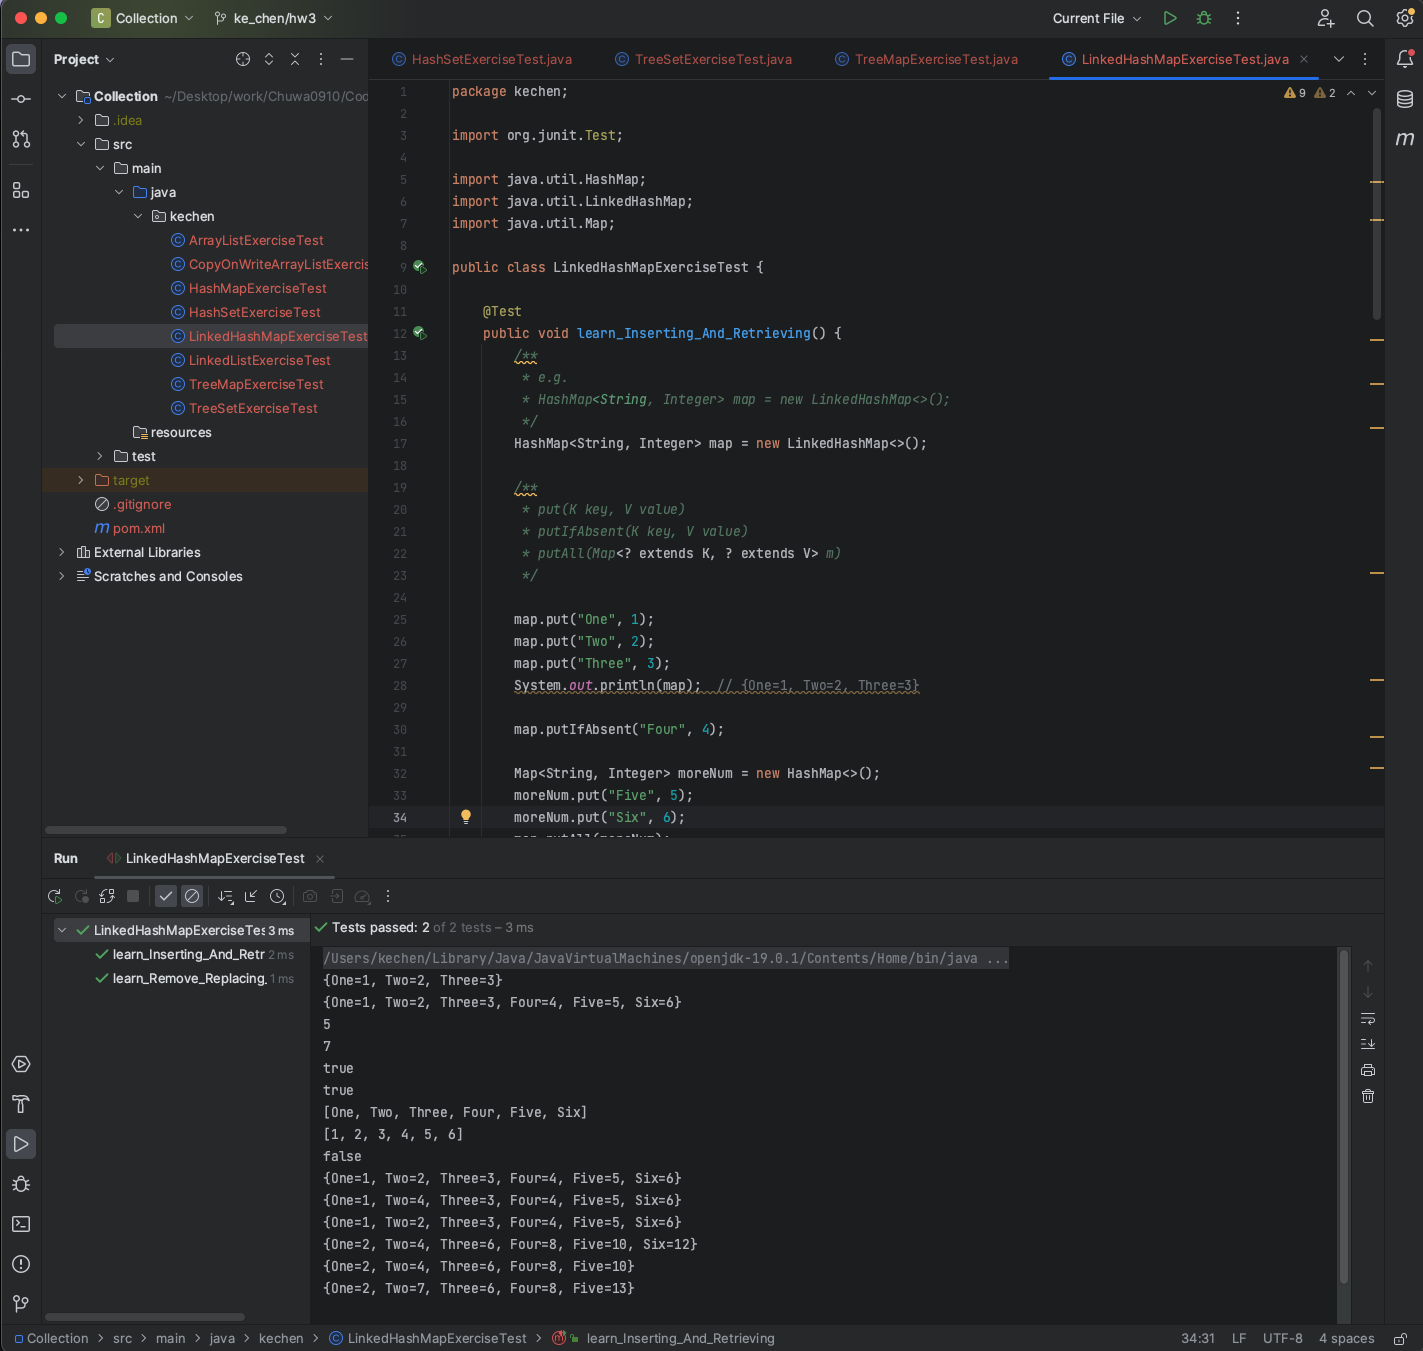 C Collection ke_chen/hw3 Current File
Project
HashSetExerciseTest.java TreeSetExerciseTest.java TreeMapExerciseTest.java LinkedHashMapExerciseTest.java
Collection ~/Desktop/work/Chuwa0910/Cod
.idea
src
main
java
kechen
ArrayListExerciseTest
CopyOnWriteArrayListExercis
HashMapExerciseTest
HashSetExerciseTest
LinkedHashMapExerciseTest
LinkedListExerciseTest
TreeMapExerciseTest
TreeSetExerciseTest
resources
test
target
.gitignore
m pom.xml
External Libraries
Scratches and Consoles
9 2
m
1 package kechen;
2
3 import org.junit.Test;
4
5 import java.util.HashMap;
6 import java.util.LinkedHashMap;
7 import java.util.Map;
8
9 public class LinkedHashMapExerciseTest {
10
11 @Test
12 public void learn_Inserting_And_Retrieving() {
13 /**
14 * e.g.
15 * HashMap<String, Integer> map = new LinkedHashMap<>();
16 */
17 HashMap<String, Integer> map = new LinkedHashMap<>();
18
19 /**
20 * put(K key, V value)
21 * putIfAbsent(K key, V value)
22 * putAll(Map<? extends K, ? extends V> m)
23 */
24
25 map.put("One", 1);
26 map.put("Two", 2);
27 map.put("Three", 3);
28 System.out.println(map); // {One=1, Two=2, Three=3}
29
30 map.putIfAbsent("Four", 4);
31
32 Map<String, Integer> moreNum = new HashMap<>();
33 moreNum.put("Five", 5);
34 moreNum.put("Six", 6);
35 map.putAll(moreNum);
Run LinkedHashMapExerciseTest
LinkedHashMapExerciseTes 3 ms
learn_Inserting_And_Retr 2 ms
learn_Remove_Replacing_ 1 ms
Tests passed: 2 of 2 tests – 3 ms
/Users/kechen/Library/Java/JavaVirtualMachines/openjdk-19.0.1/Contents/Home/bin/java ...
{One=1, Two=2, Three=3}
{One=1, Two=2, Three=3, Four=4, Five=5, Six=6}
5
7
true
true
[One, Two, Three, Four, Five, Six]
[1, 2, 3, 4, 5, 6]
false
{One=1, Two=2, Three=3, Four=4, Five=5, Six=6}
{One=1, Two=4, Three=3, Four=4, Five=5, Six=6}
{One=1, Two=2, Three=3, Four=4, Five=5, Six=6}
{One=2, Two=4, Three=6, Four=8, Five=10, Six=12}
{One=2, Two=4, Three=6, Four=8, Five=10}
{One=2, Two=7, Three=6, Four=8, Five=13}
Collection > src > main > java > kechen > LinkedHashMapExerciseTest > learn_Inserting_And_Retrieving 34:31 LF UTF-8 4 spaces